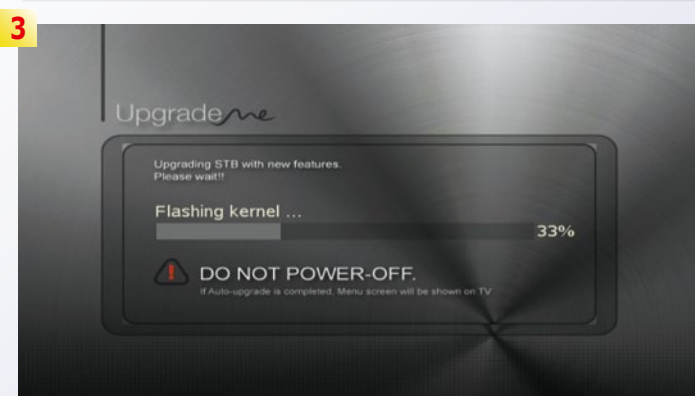 3
Upgrade me
Upgrading STB with new features.
Please wait!!
Flashing kernel ...
33%
DO NOT POWER-OFF.
If Auto-upgrade is completed, Menu screen will be shown on TV